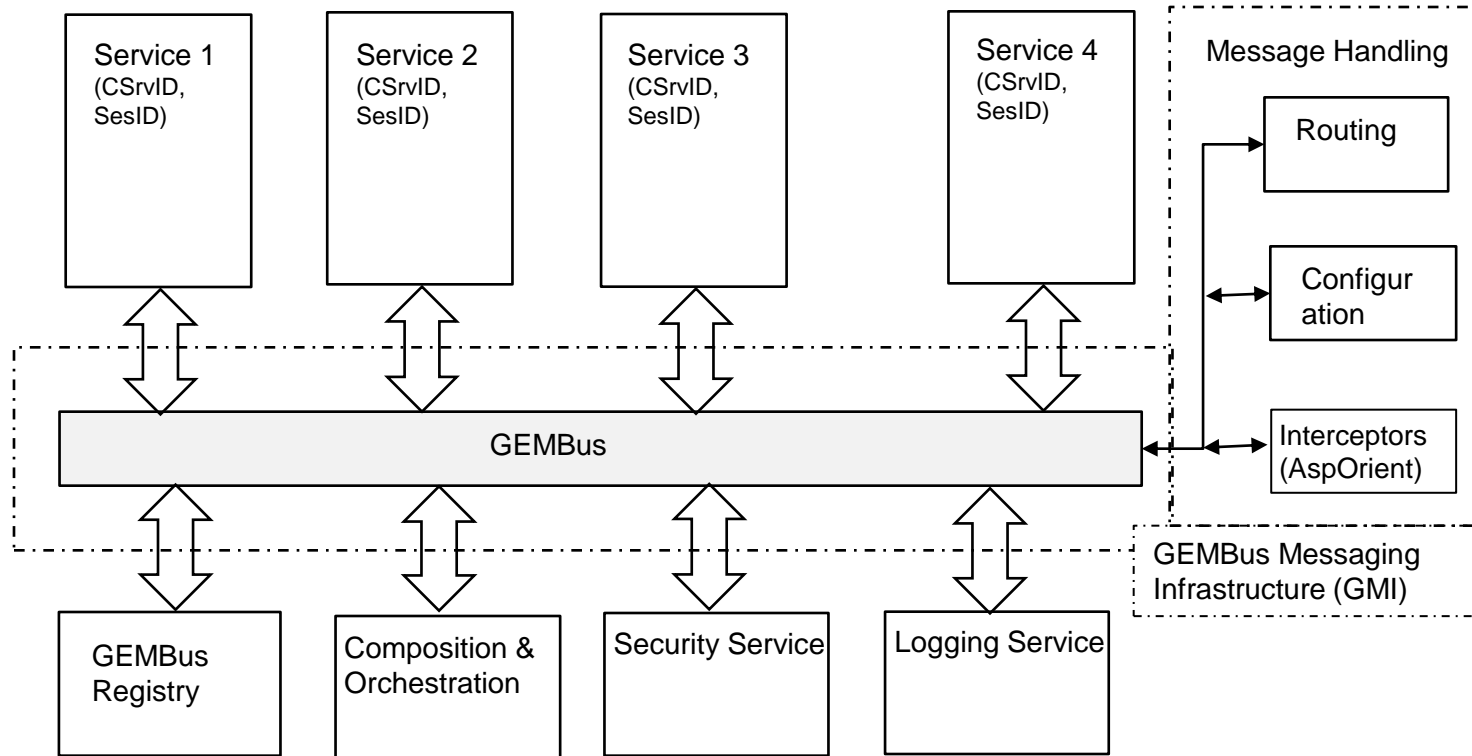 Service 1
(CSrvID,
SesID)
Service 2
(CSrvID,
SesID)
Service 3
(CSrvID,
SesID)
Service 4
(CSrvID,
SesID)
Message Handling
Routing
Configur
ation
Interceptors
(AspOrient)
GEMBus
GEMBus Messaging
Infrastructure (GMI)
GEMBus
Registry
Composition &
Orchestration
Security Service
Logging Service